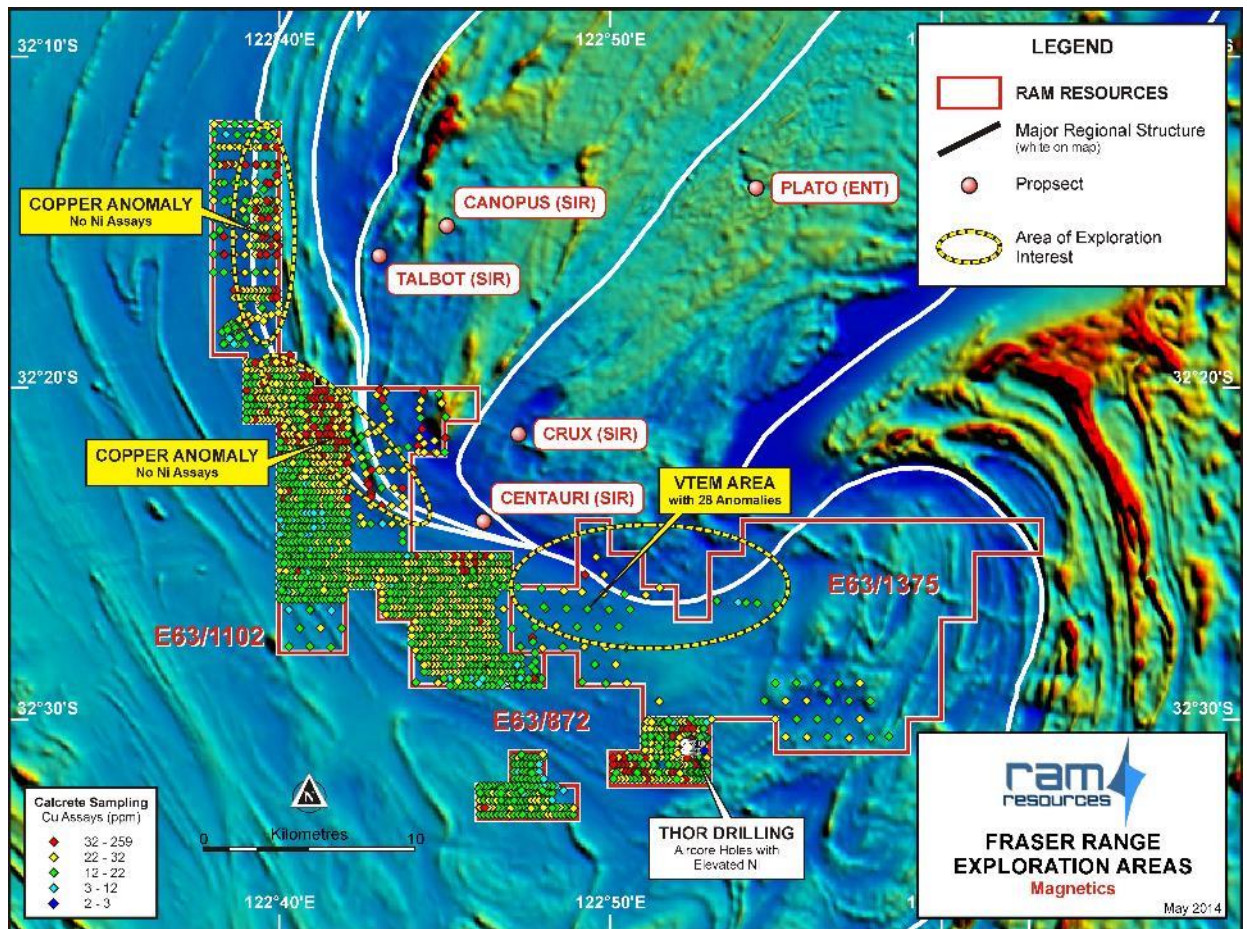 32°10'S
122°40'E
122°50'E
LEGEND
RAM RESOURCES
Major Regional Structure
(white on map)
Propsect
Area of Exploration
Interest
COPPER ANOMALY
No Ni Assays
CANOPUS (SIR)
PLATO (ENT)
TALBOT (SIR)
32°20'S
32°20'S
CRUX (SIR)
COPPER ANOMALY
No Ni Assays
VTEM AREA
with 28 Anomalies
CENTAURI (SIR)
E63/1375
E63/1102
E63/872
32°30'S
32°30'S
Calcrete Sampling
Cu Assays (ppm)
32 - 259
22 - 32
12 - 22
3 - 12
2 - 3
N
0 Kilometres 10
THOR DRILLING
Aircore Holes with
Elevated N
ram
resources
FRASER RANGE
EXPLORATION AREAS
Magnetics
May 2014
122°40'E
122°50'E